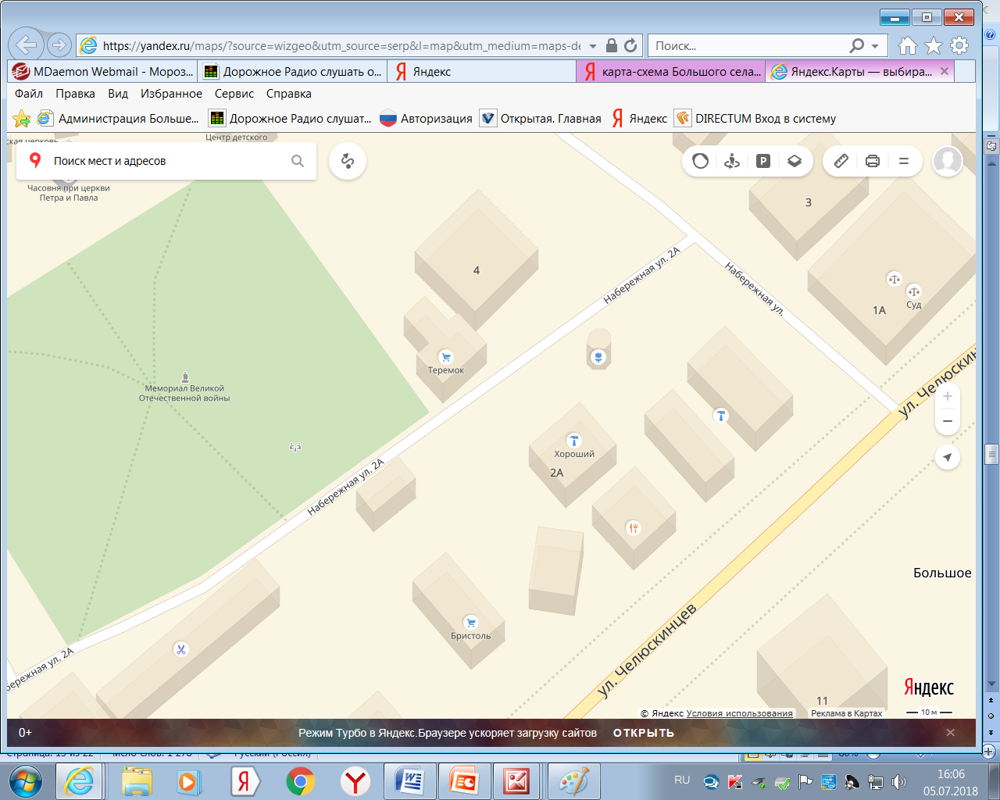 https://yandex.ru/maps/?source=wizgeo&utm_source=serp&l=map&utm_medium=maps-de
Поиск...
MDaemon Webmail - Мороз...
Дорожное Радио слушать о...
Яндекс
карта-схема Большого села...
Яндекс.Карты — выбира...
Файл Правка Вид Избранное Сервис Справка
Администрация Больше...
Дорожное Радио слушат...
Авторизация
Открытая. Главная
Яндекс
DIRECTUM Вход в систему
Центр детского
ская церковь
Поиск мест и адресов
P
Часовня при церкви
Петра и Павла
3
4
Набережная ул. 2А
Набережная ул.
Суд
1А
Теремок
ул. Челюскин
Мемориал Великой
Отечественной войны
Хороший
2А
Набережная ул. 2А
Большое
Бристоль
ул. Челюскинцев
бережная ул. 2А
11
Яндекс
© Яндекс Условия использования
Реклама в Картах
10 м
0+
Режим Турбо в Яндекс.Браузере ускоряет загрузку сайтов
ОТКРЫТЬ
RU
16:06
05.07.2018